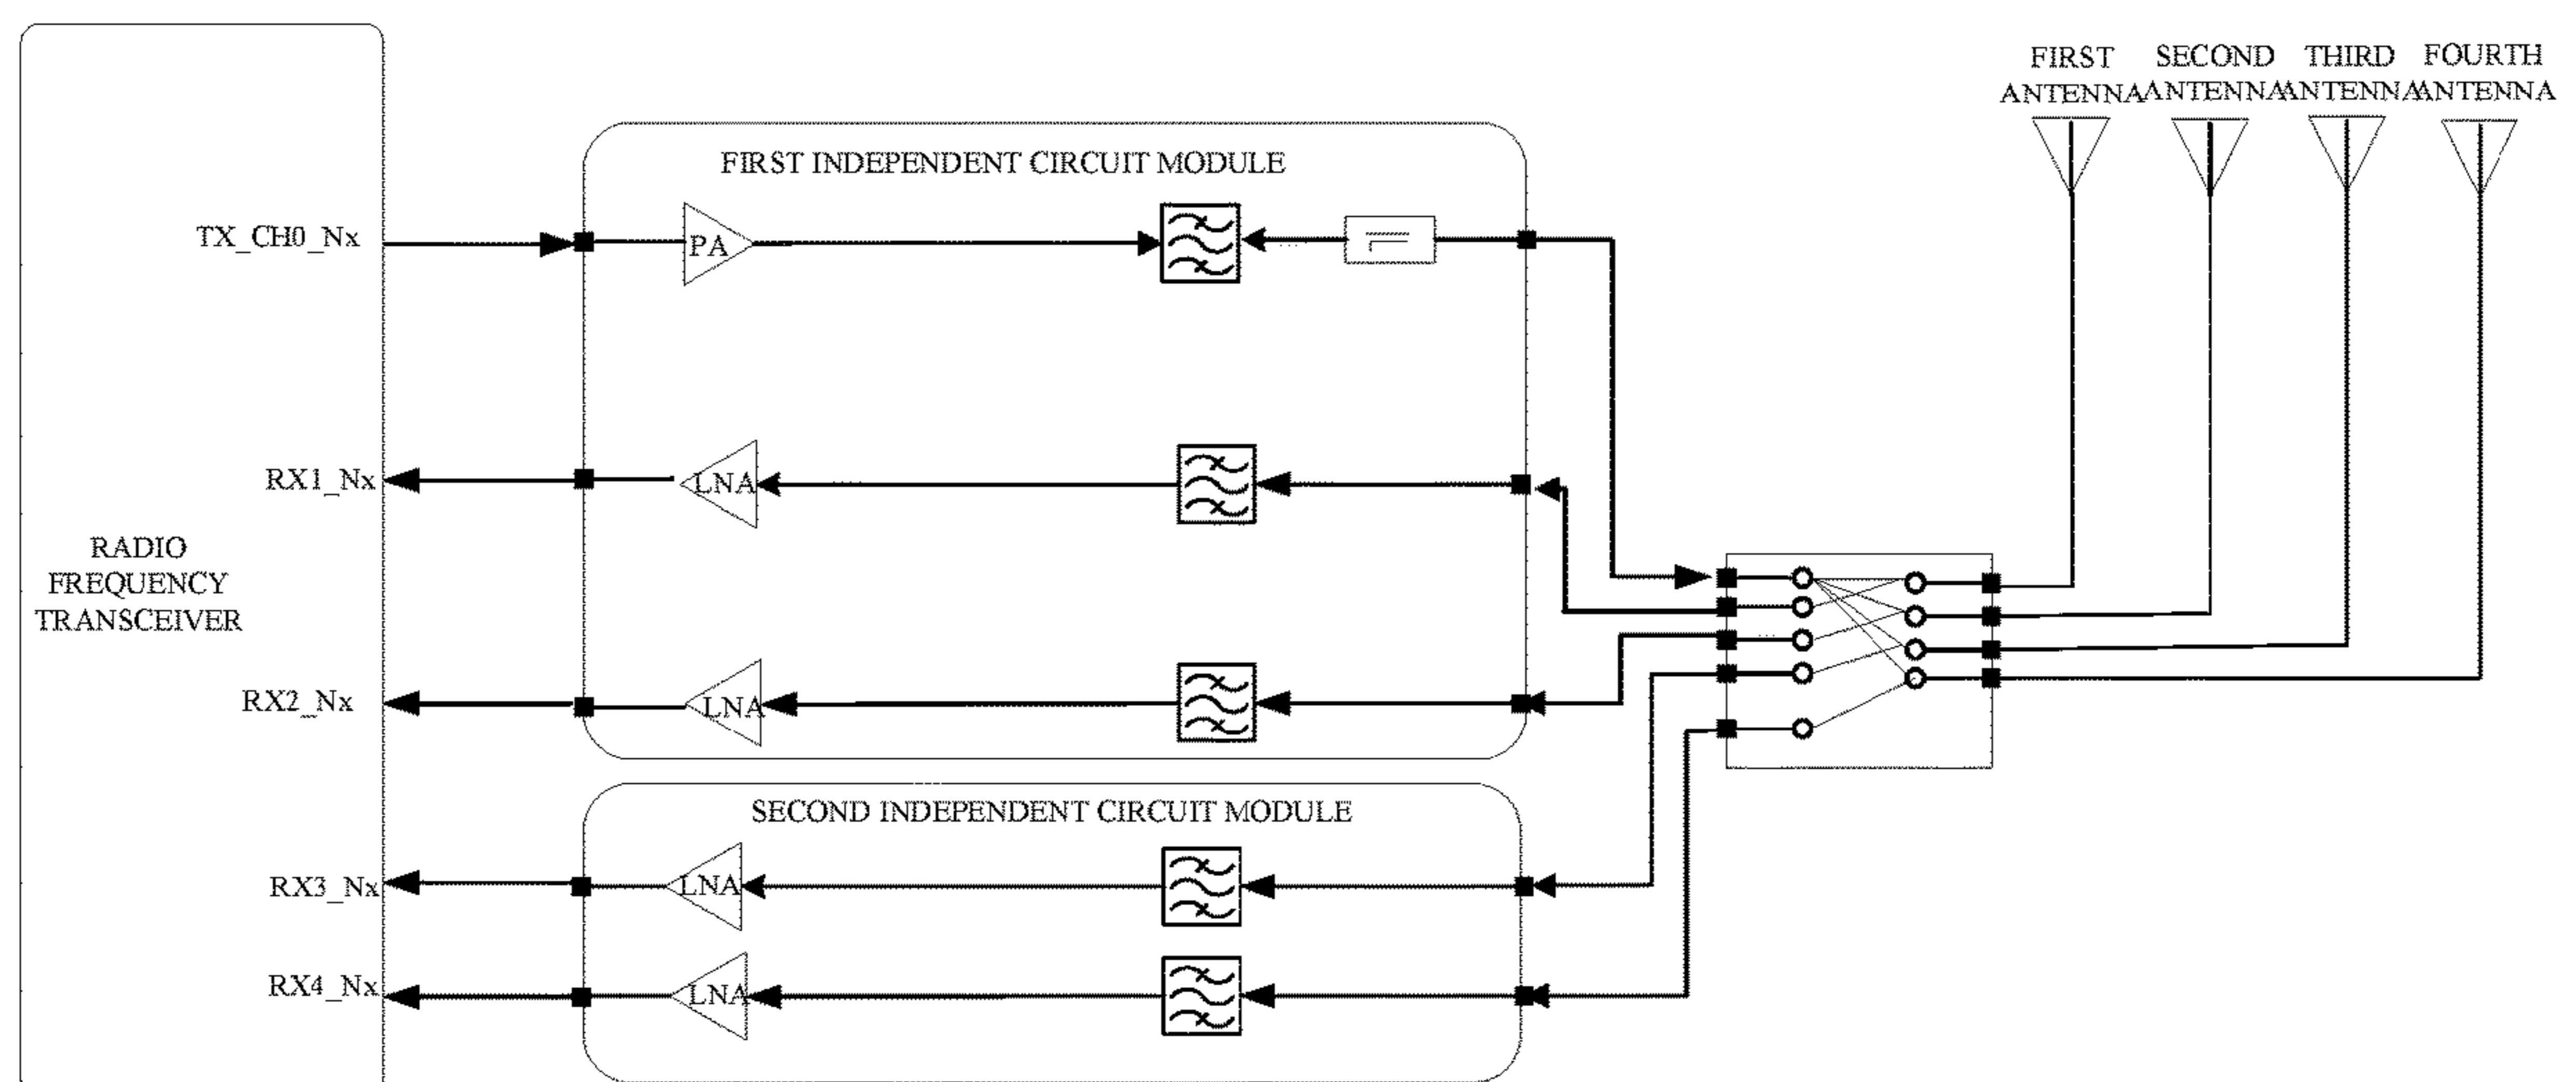 FIRST
ANTENNA
SECOND
ANTENNA
THIRD
ANTENNA
FOURTH
ANTENNA
FIRST INDEPENDENT CIRCUIT MODULE
TX_CH0_Nx
PA
RX1_Nx
LNA
RADIO
FREQUENCY
TRANSCEIVER
RX2_Nx
LNA
SECOND INDEPENDENT CIRCUIT MODULE
RX3_Nx
LNA
RX4_Nx
LNA